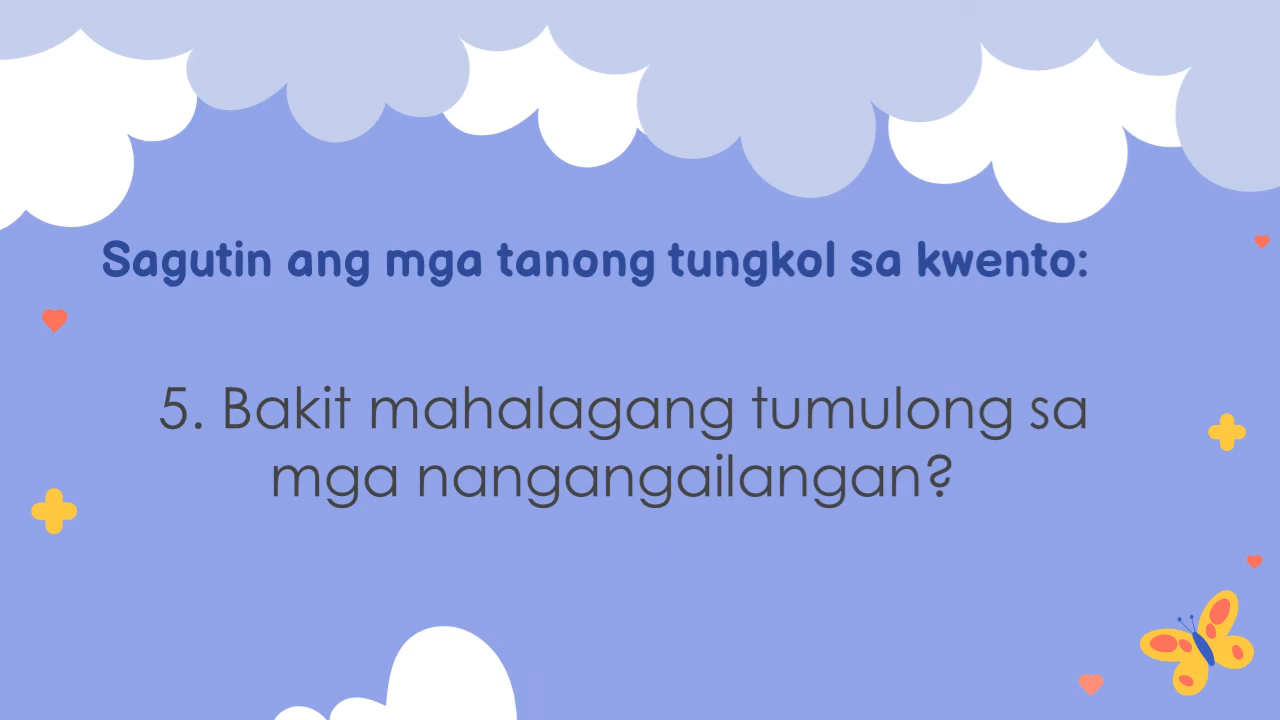 Sagutin ang mga tanong tungkol sa kwento:
5. Bakit mahalagang tumulong sa
mga nangangailangan?